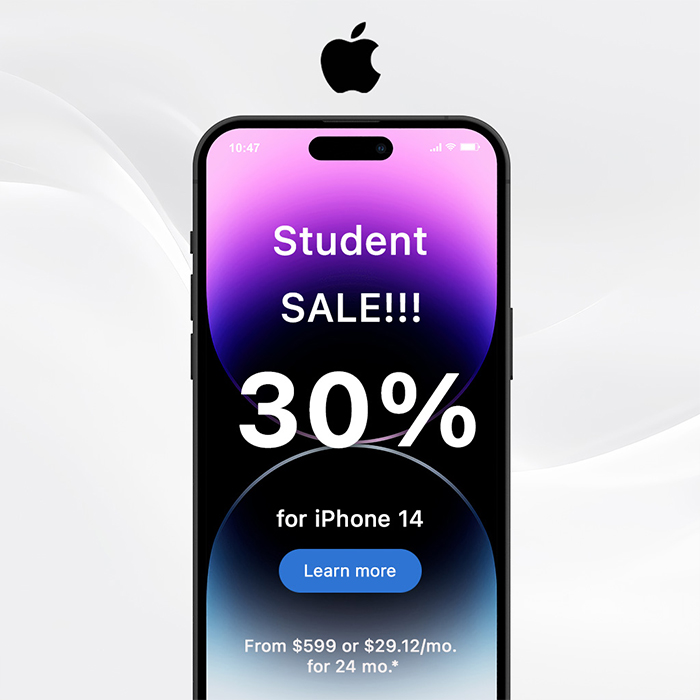 10:47
Student
SALE!!!
30%
for iPhone 14
Learn more
From $599 or $29.12/mo.
for 24 mo.*